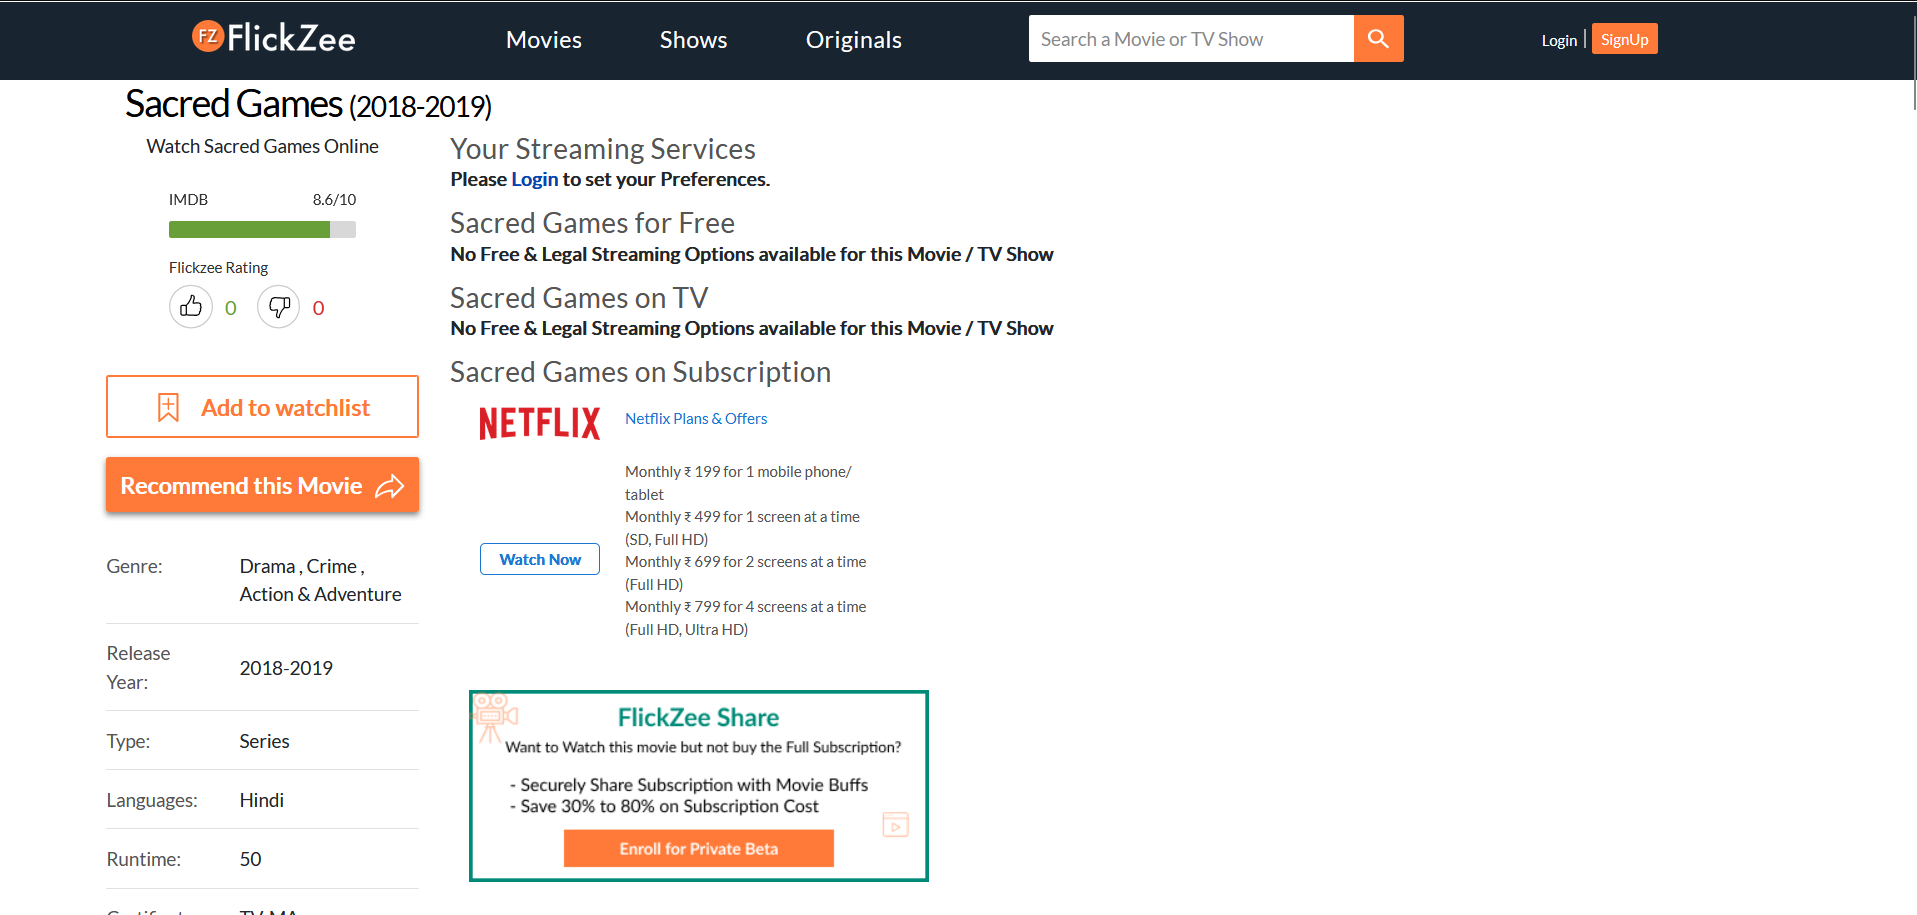 FZ FlickZee
Movies
Shows
Originals
Search a Movie or TV Show
Login | SignUp
Sacred Games (2018-2019)
Watch Sacred Games Online
IMDB 8.6/10
Flickzee Rating
0 0
Add to watchlist
Recommend this Movie
Genre: Drama , Crime ,
Action & Adventure
Release
Year:
2018-2019
Type: Series
Languages: Hindi
Runtime: 50
Your Streaming Services
Please Login to set your Preferences.
Sacred Games for Free
No Free & Legal Streaming Options available for this Movie / TV Show
Sacred Games on TV
No Free & Legal Streaming Options available for this Movie / TV Show
Sacred Games on Subscription
NETFLIX
Netflix Plans & Offers
Watch Now
Monthly ₹ 199 for 1 mobile phone/
tablet
Monthly ₹ 499 for 1 screen at a time
(SD, Full HD)
Monthly ₹ 699 for 2 screens at a time
(Full HD)
Monthly ₹ 799 for 4 screens at a time
(Full HD, Ultra HD)
FlickZee Share
Want to Watch this movie but not buy the Full Subscription?
- Securely Share Subscription with Movie Buffs
- Save 30% to 80% on Subscription Cost
Enroll for Private Beta